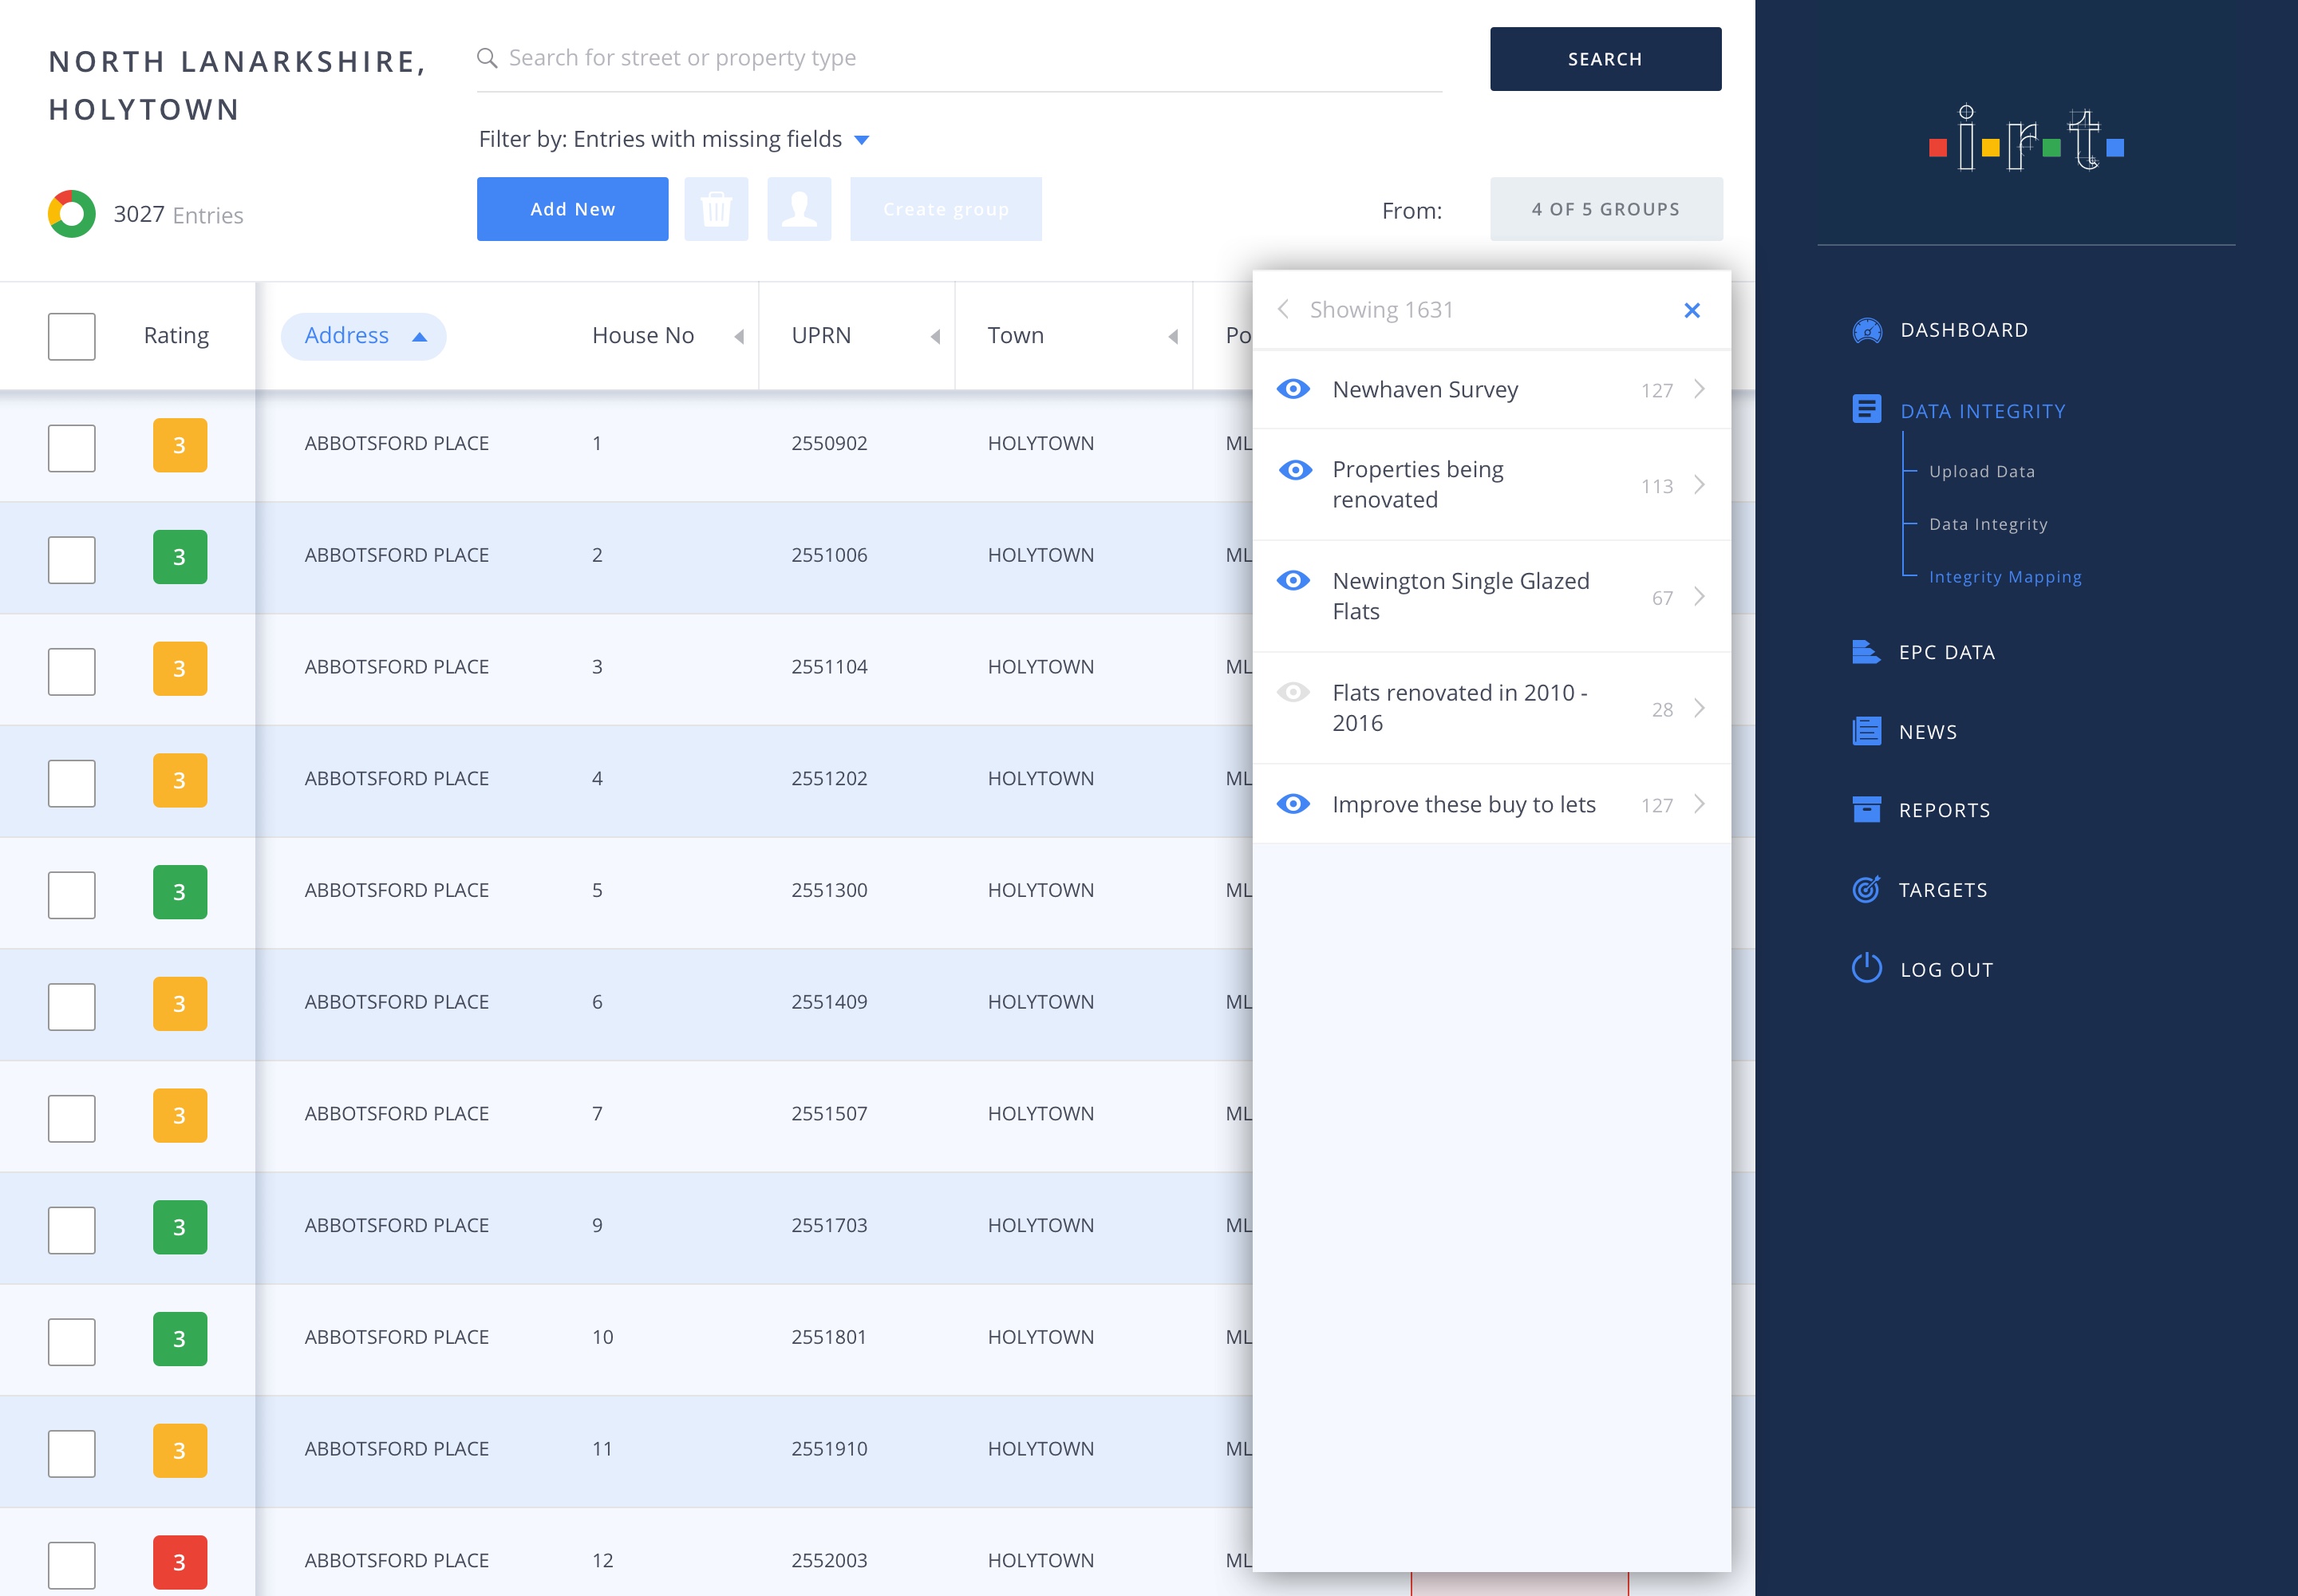 NORTH LANARKSHIRE,
HOLYTOWN
Search for street or property type
SEARCH
Filter by: Entries with missing fields
3027 Entries
Add New
Create group
From:
4 OF 5 GROUPS
Rating
Address
House No
UPRN
Town
Po
3 ABBOTSFORD PLACE 1 2550902 HOLYTOWN ML
3 ABBOTSFORD PLACE 2 2551006 HOLYTOWN ML
3 ABBOTSFORD PLACE 3 2551104 HOLYTOWN ML
3 ABBOTSFORD PLACE 4 2551202 HOLYTOWN ML
3 ABBOTSFORD PLACE 5 2551300 HOLYTOWN ML
3 ABBOTSFORD PLACE 6 2551409 HOLYTOWN ML
3 ABBOTSFORD PLACE 7 2551507 HOLYTOWN ML
3 ABBOTSFORD PLACE 9 2551703 HOLYTOWN ML
3 ABBOTSFORD PLACE 10 2551801 HOLYTOWN ML
3 ABBOTSFORD PLACE 11 2551910 HOLYTOWN ML
3 ABBOTSFORD PLACE 12 2552003 HOLYTOWN ML
Showing 1631
Newhaven Survey 127
Properties being
renovated
113
Newington Single Glazed
Flats
67
Flats renovated in 2010 -
2016
28
Improve these buy to lets 127
i r t
DASHBOARD
DATA INTEGRITY
Upload Data
Data Integrity
Integrity Mapping
EPC DATA
NEWS
REPORTS
TARGETS
LOG OUT